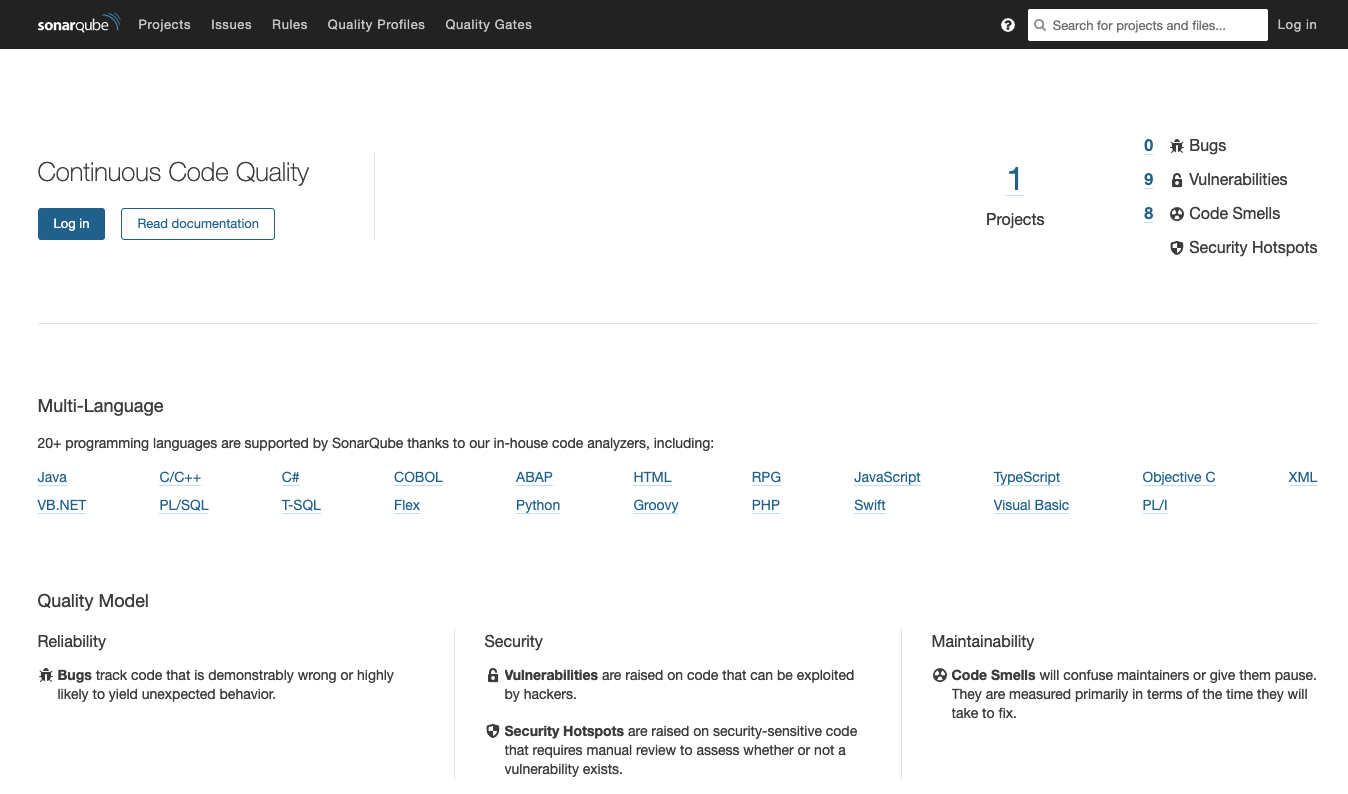 sonarqube Projects Issues Rules Quality Profiles Quality Gates ? Search for projects and files... Log in
Continuous Code Quality
Log in Read documentation
1
Projects
0 Bugs
9 Vulnerabilities
8 Code Smells
Security Hotspots
Multi-Language
20+ programming languages are supported by SonarQube thanks to our in-house code analyzers, including:
Java C/C++ C# COBOL ABAP HTML RPG JavaScript TypeScript Objective C XML
VB.NET PL/SQL T-SQL Flex Python Groovy PHP Swift Visual Basic PL/I
Quality Model
Reliability
Bugs track code that is demonstrably wrong or highly
likely to yield unexpected behavior.
Security
Vulnerabilities are raised on code that can be exploited
by hackers.
Security Hotspots are raised on security-sensitive code
that requires manual review to assess whether or not a
vulnerability exists.
Maintainability
Code Smells will confuse maintainers or give them pause.
They are measured primarily in terms of the time they will
take to fix.